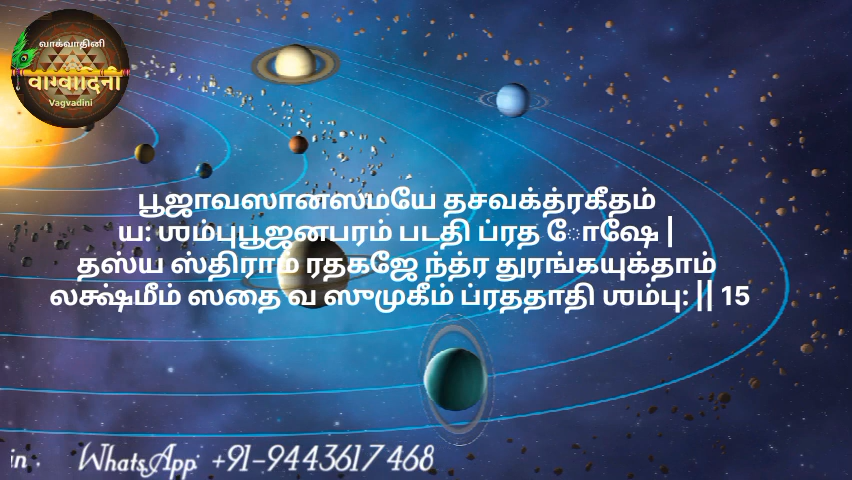 வாக்வாதினி
वाग्वादिनी
Vagvadini
பூஜாவஸானஸமயே தசவக்த்ரகீதம்
ய: ஶம்புபூஜனபரம் படதி ப்ரத ோஷே |
தஸ்ய ஸ்திராம் ரதகஜே ந்த்ர துரங்கயுக்தாம்
லக்ஷ்மீம் ஸதை வ ஸுமுகீம் ப்ரததாதி ஶம்பு: || 15
in . WhatsApp: +91-9443617468